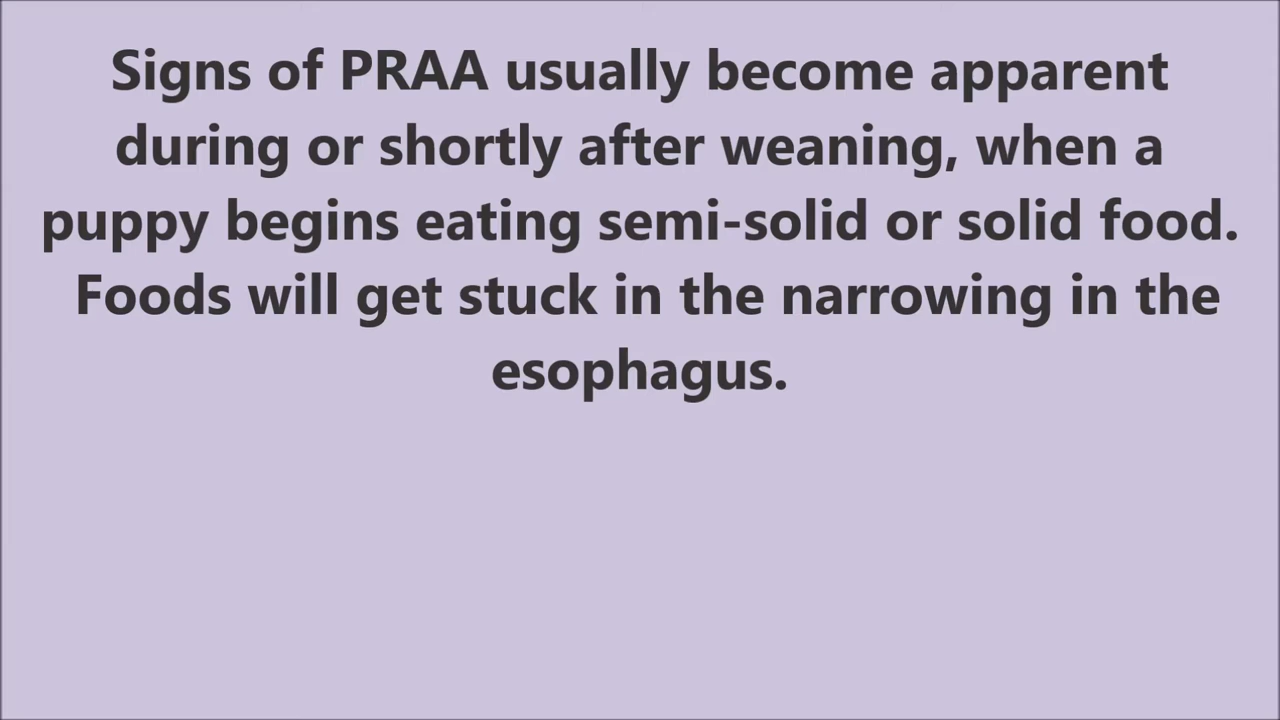 Signs of PRAA usually become apparent
during or shortly after weaning, when a
puppy begins eating semi-solid or solid food.
Foods will get stuck in the narrowing in the
esophagus.